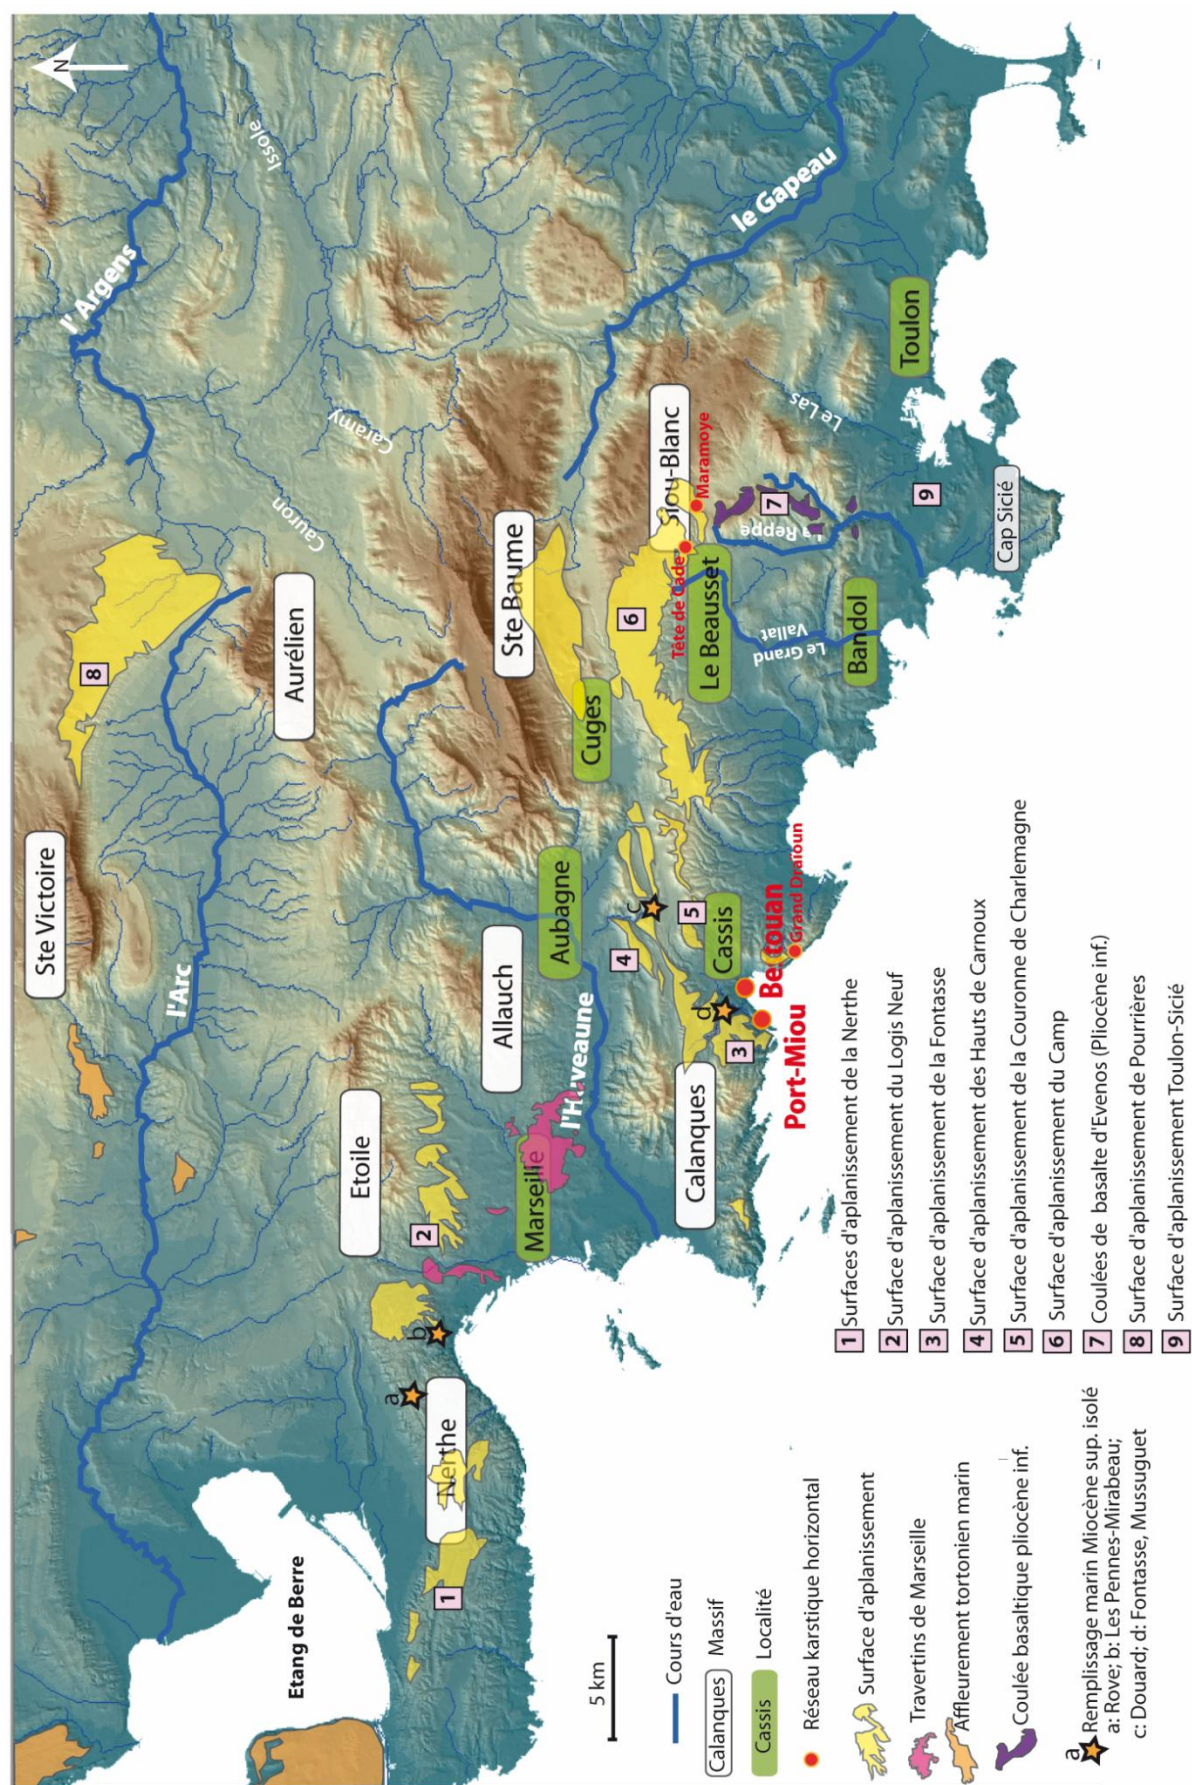 N
l'Argens
Issole
le Gapeau
Caramy
Cauron
Ste Victoire
8
Aurélien
l'Arc
Ste Baume
Siou-Blanc
Maramoye
Tête de Cade
6
Cuges
Le Beausset
7
La Reppe
Le Las
Toulon
9
Cap Sicié
Le Grand
Vallat
Bandol
Etoile
Allauch
Aubagne
l'Huveaune
Marseille
2
4
c
5
Cassis
d
3
Bestouan
Grand Draïoun
Port-Miou
Calanques
Etang de Berre
a
b
Nerthe
1
5 km
Cours d'eau
Calanques Massif
Cassis Localité
Réseau karstique horizontal
Surface d'aplanissement
Travertins de Marseille
Affleurement tortonien marin
Coulée basaltique pliocène inf.
a Remplissage marin Miocène sup. isolé
a: Rove; b: Les Pennes-Mirabeau;
c: Douard; d: Fontasse, Mussuguet
1 Surfaces d'aplanissement de la Nerthe
2 Surface d'aplanissement du Logis Neuf
3 Surface d'aplanissement de la Fontasse
4 Surface d'aplanissement des Hauts de Carnoux
5 Surface d'aplanissement de la Couronne de Charlemagne
6 Surface d'aplanissement du Camp
7 Coulées de basalte d'Evenos (Pliocène inf.)
8 Surface d'aplanissement de Pourrières
9 Surface d'aplanissement Toulon-Sicié